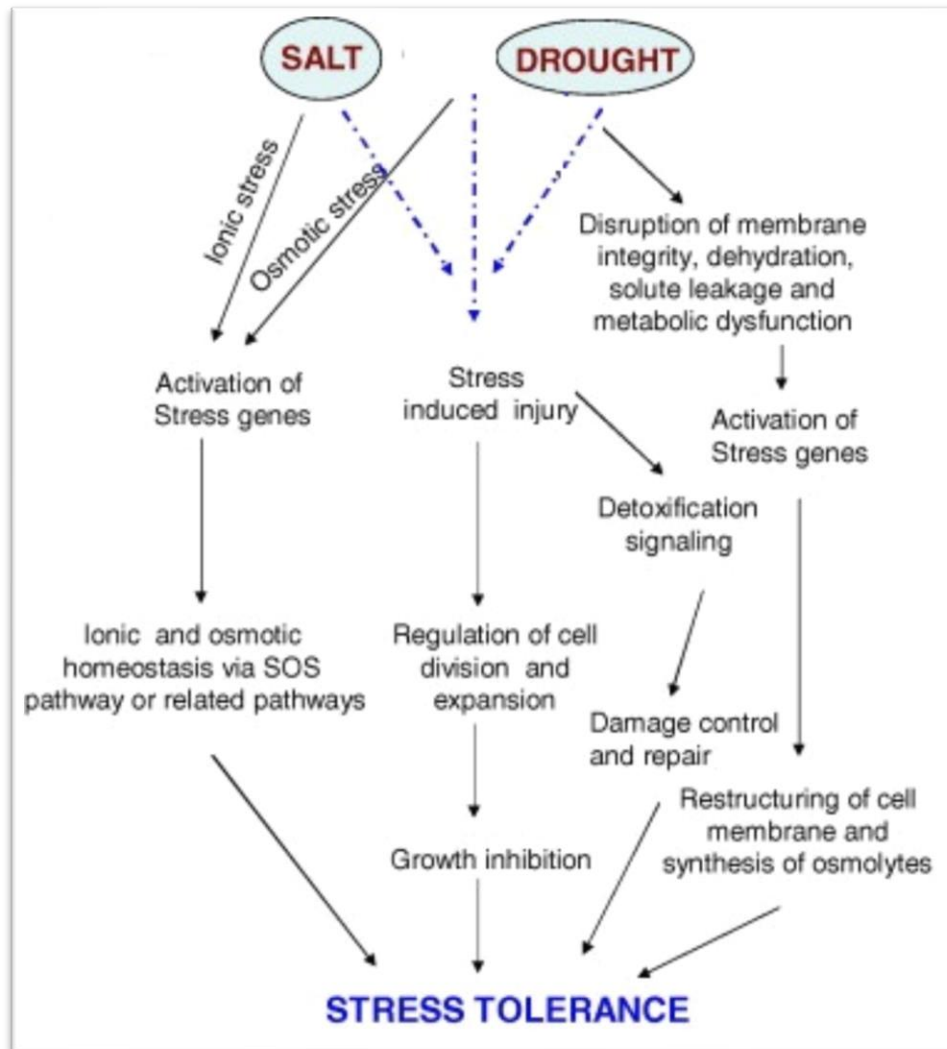 SALT
DROUGHT
Ionic stress
Osmotic stress
Disruption of membrane
integrity, dehydration,
solute leakage and
metabolic dysfunction
Activation of
Stress genes
Stress
induced injury
Activation of
Stress genes
Detoxification
signaling
Ionic and osmotic
homeostasis via SOS
pathway or related pathways
Regulation of cell
division and
expansion
Damage control
and repair
Restructuring of cell
membrane and
synthesis of osmolytes
Growth inhibition
STRESS TOLERANCE